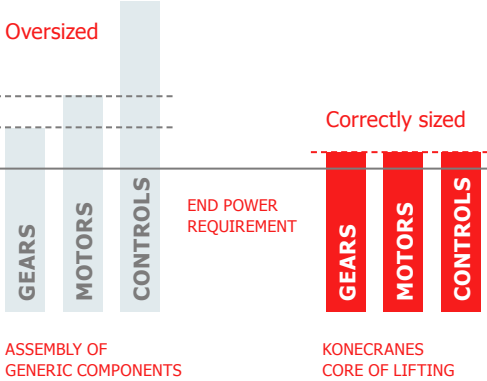 Oversized
GEARS
MOTORS
CONTROLS
Correctly sized
END POWER
REQUIREMENT
GEARS
MOTORS
CONTROLS
ASSEMBLY OF
GENERIC COMPONENTS
KONECRANES
CORE OF LIFTING